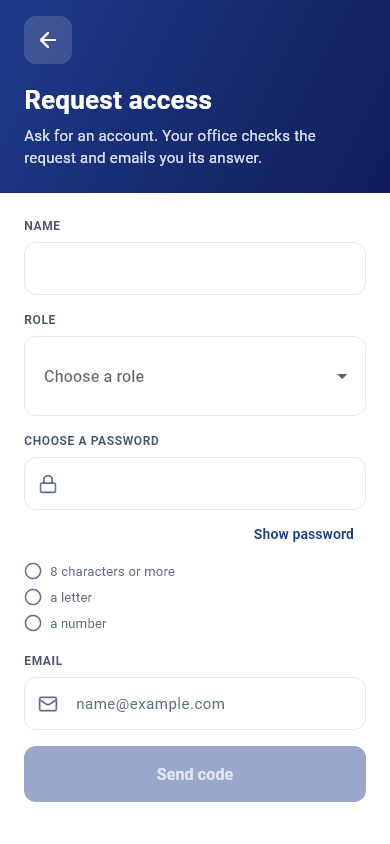 Request access
Ask for an account. Your office checks the
request and emails you its answer.
NAME
ROLE
Choose a role
CHOOSE A PASSWORD
Show password
8 characters or more
a letter
a number
EMAIL
name@example.com
Send code